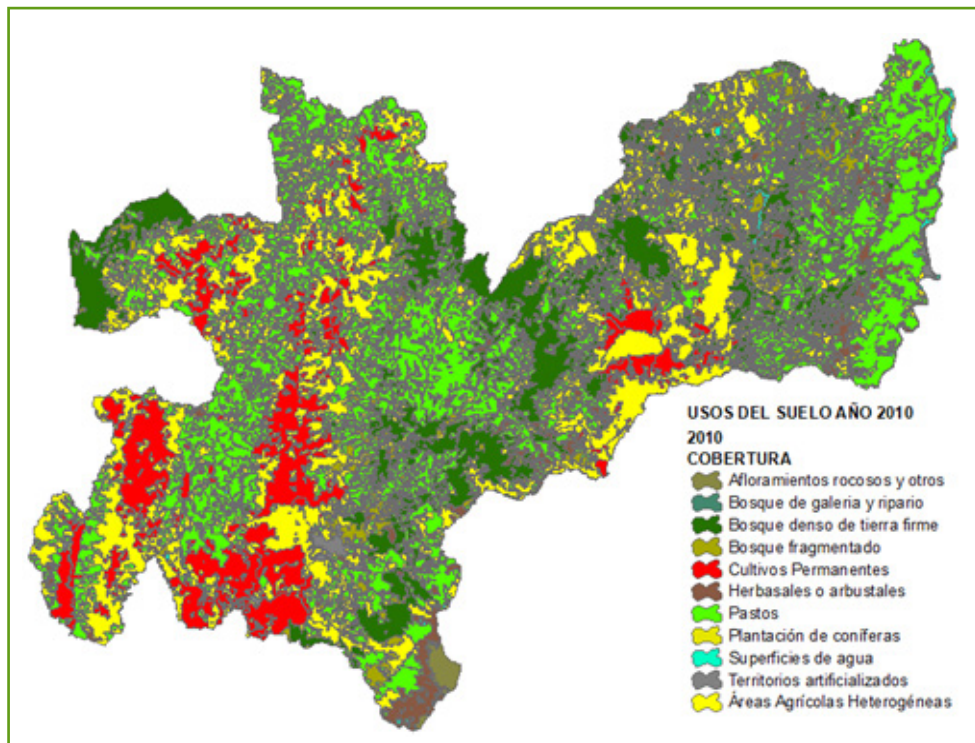 USOS DEL SUELO AÑO 2010
2010
COBERTURA
Afloramientos rocosos y otros
Bosque de galeria y ripario
Bosque denso de tierra firme
Bosque fragmentado
Cultivos Permanentes
Herbasales o arbustales
Pastos
Plantación de coníferas
Superficies de agua
Territorios artificializados
Áreas Agrícolas Heterogéneas